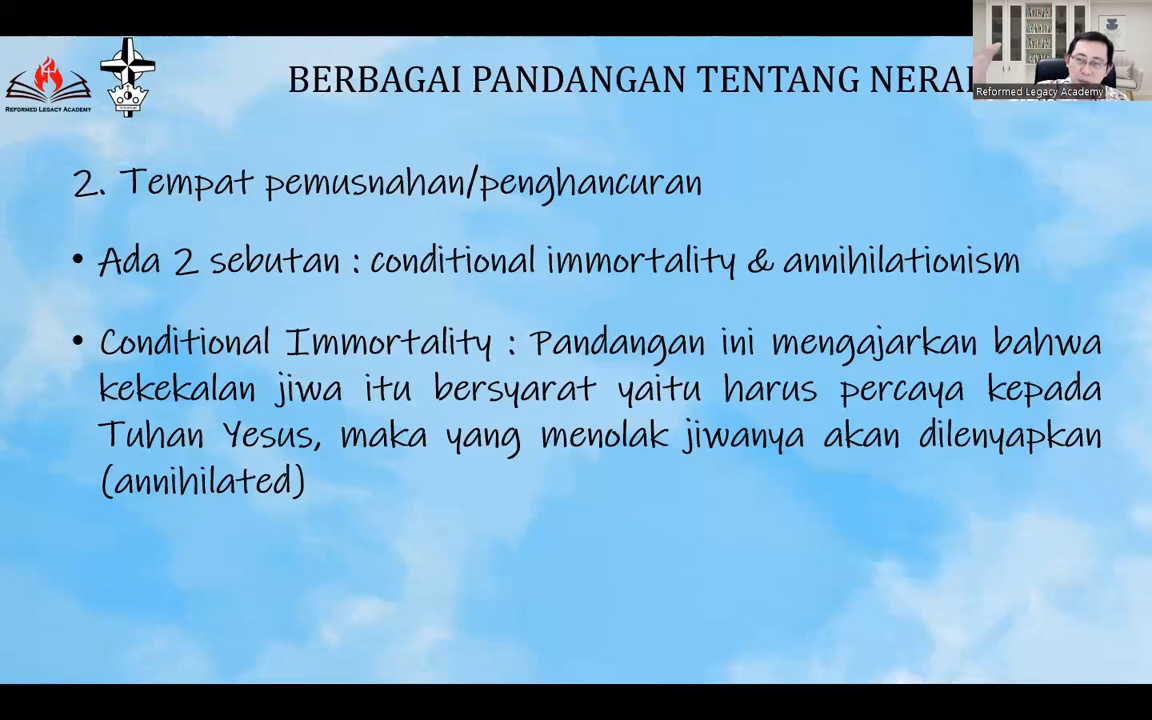 REFORMED LEGACY ACADEMY
BERBAGAI PANDANGAN TENTANG
Reformed Legacy Academy
2. Tempat pemusnahan/penghancuran
• Ada 2 sebutan : conditional immortality & annihilationism
• Conditional Immortality : Pandangan ini mengajarkan bahwa
kekekalan jiwa itu bersyarat yaitu harus percaya kepada
Tuhan Yesus, maka yang menolak jiwanya akan dilenyapkan
(annihilated)